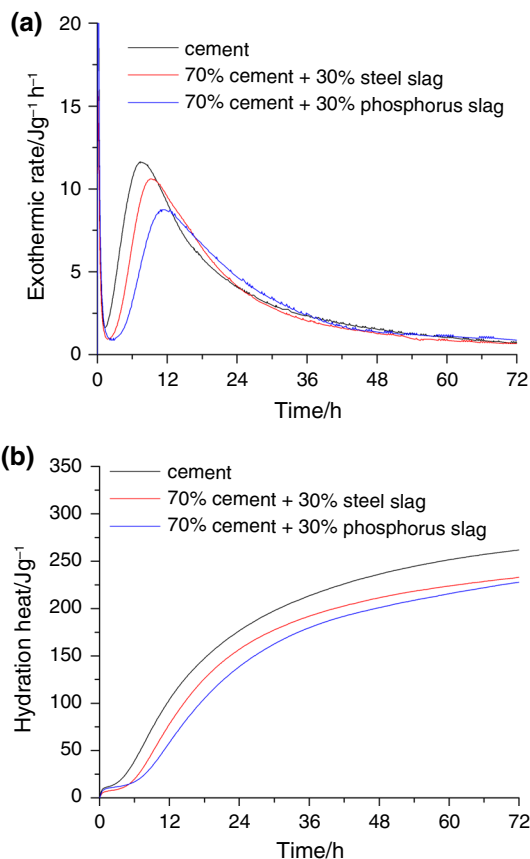 (a)
20
15
10
5
0
Exothermic rate/Jg⁻¹ h⁻¹
cement
70% cement + 30% steel slag
70% cement + 30% phosphorus slag
0 12 24 36 48 60 72
Time/h
(b)
350
300
250
200
150
100
50
0
Hydration heat/Jg⁻¹
cement
70% cement + 30% steel slag
70% cement + 30% phosphorus slag
0 12 24 36 48 60 72
Time/h